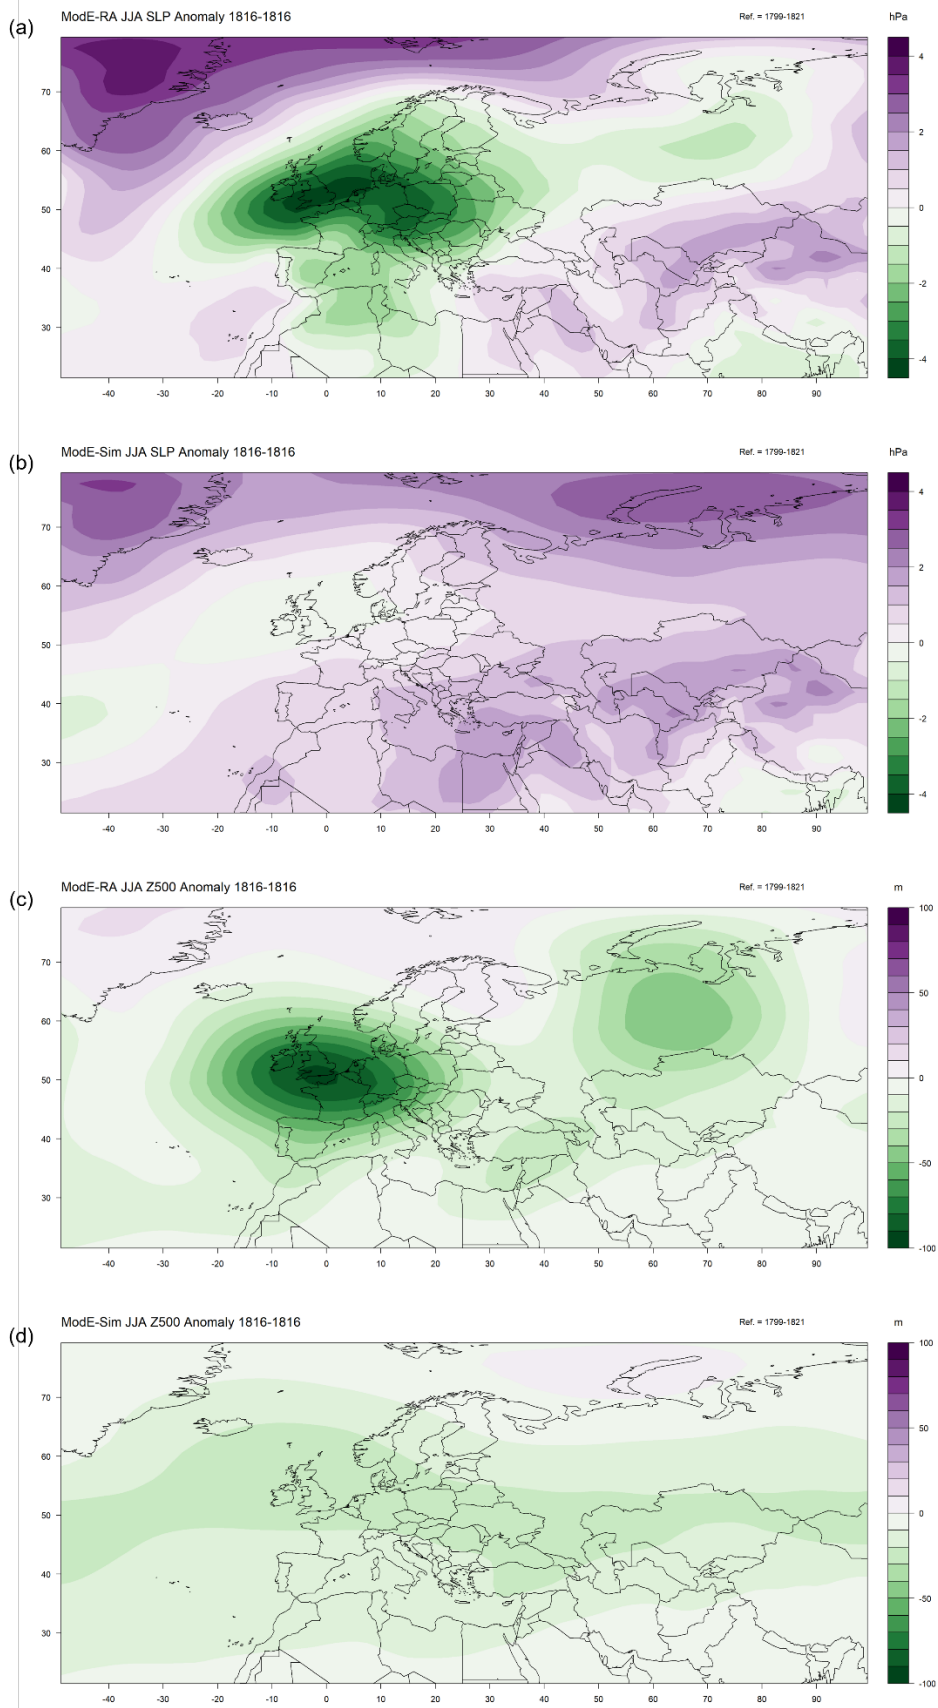 (a)
ModE-RA JJA SLP Anomaly 1816-1816
Ref. = 1799-1821
hPa
70
60
50
40
30
4
2
0
-2
-4
-40 -30 -20 -10 0 10 20 30 40 50 60 70 80 90
(b)
ModE-Sim JJA SLP Anomaly 1816-1816
Ref. = 1799-1821
hPa
70
60
50
40
30
4
2
0
-2
-4
-40 -30 -20 -10 0 10 20 30 40 50 60 70 80 90
(c)
ModE-RA JJA Z500 Anomaly 1816-1816
Ref. = 1799-1821
m
70
60
50
40
30
100
50
0
-50
-100
-40 -30 -20 -10 0 10 20 30 40 50 60 70 80 90
(d)
ModE-Sim JJA Z500 Anomaly 1816-1816
Ref. = 1799-1821
m
70
60
50
40
30
100
50
0
-50
-100
-40 -30 -20 -10 0 10 20 30 40 50 60 70 80 90